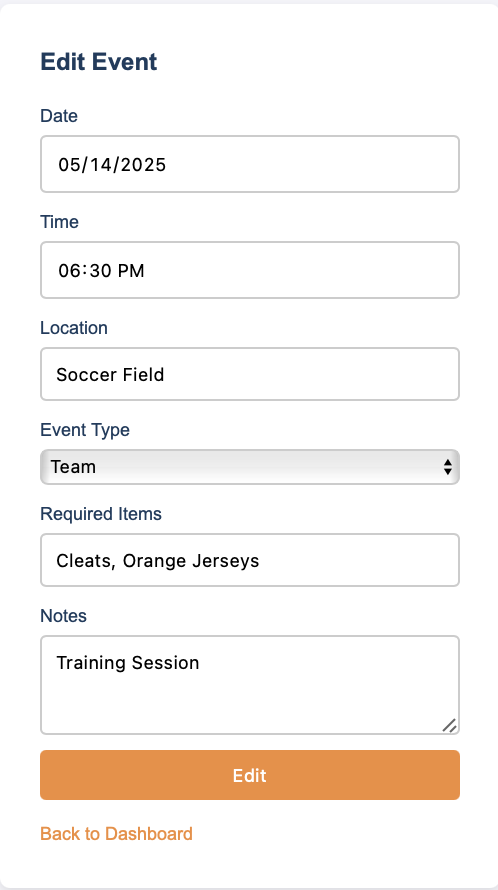 Edit Event
Date
05/14/2025
Time
06:30 PM
Location
Soccer Field
Event Type
Team
Required Items
Cleats, Orange Jerseys
Notes
Training Session
Edit
Back to Dashboard